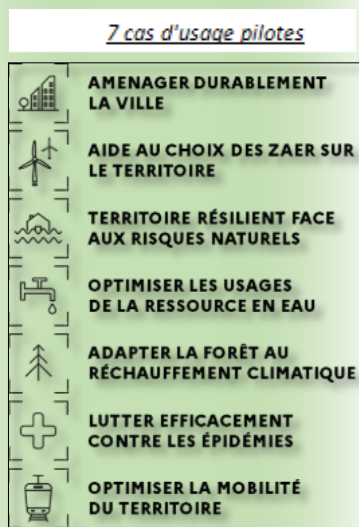 7 cas d'usage pilotes
AMENAGER DURABLEMENT
LA VILLE
AIDE AU CHOIX DES ZAER SUR
LE TERRITOIRE
TERRITOIRE RÉSILIENT FACE
AUX RISQUES NATURELS
OPTIMISER LES USAGES
DE LA RESSOURCE EN EAU
ADAPTER LA FORÊT AU
RÉCHAUFFEMENT CLIMATIQUE
LUTTER EFFICACEMENT
CONTRE LES ÉPIDÉMIES
OPTIMISER LA MOBILITÉ
DU TERRITOIRE